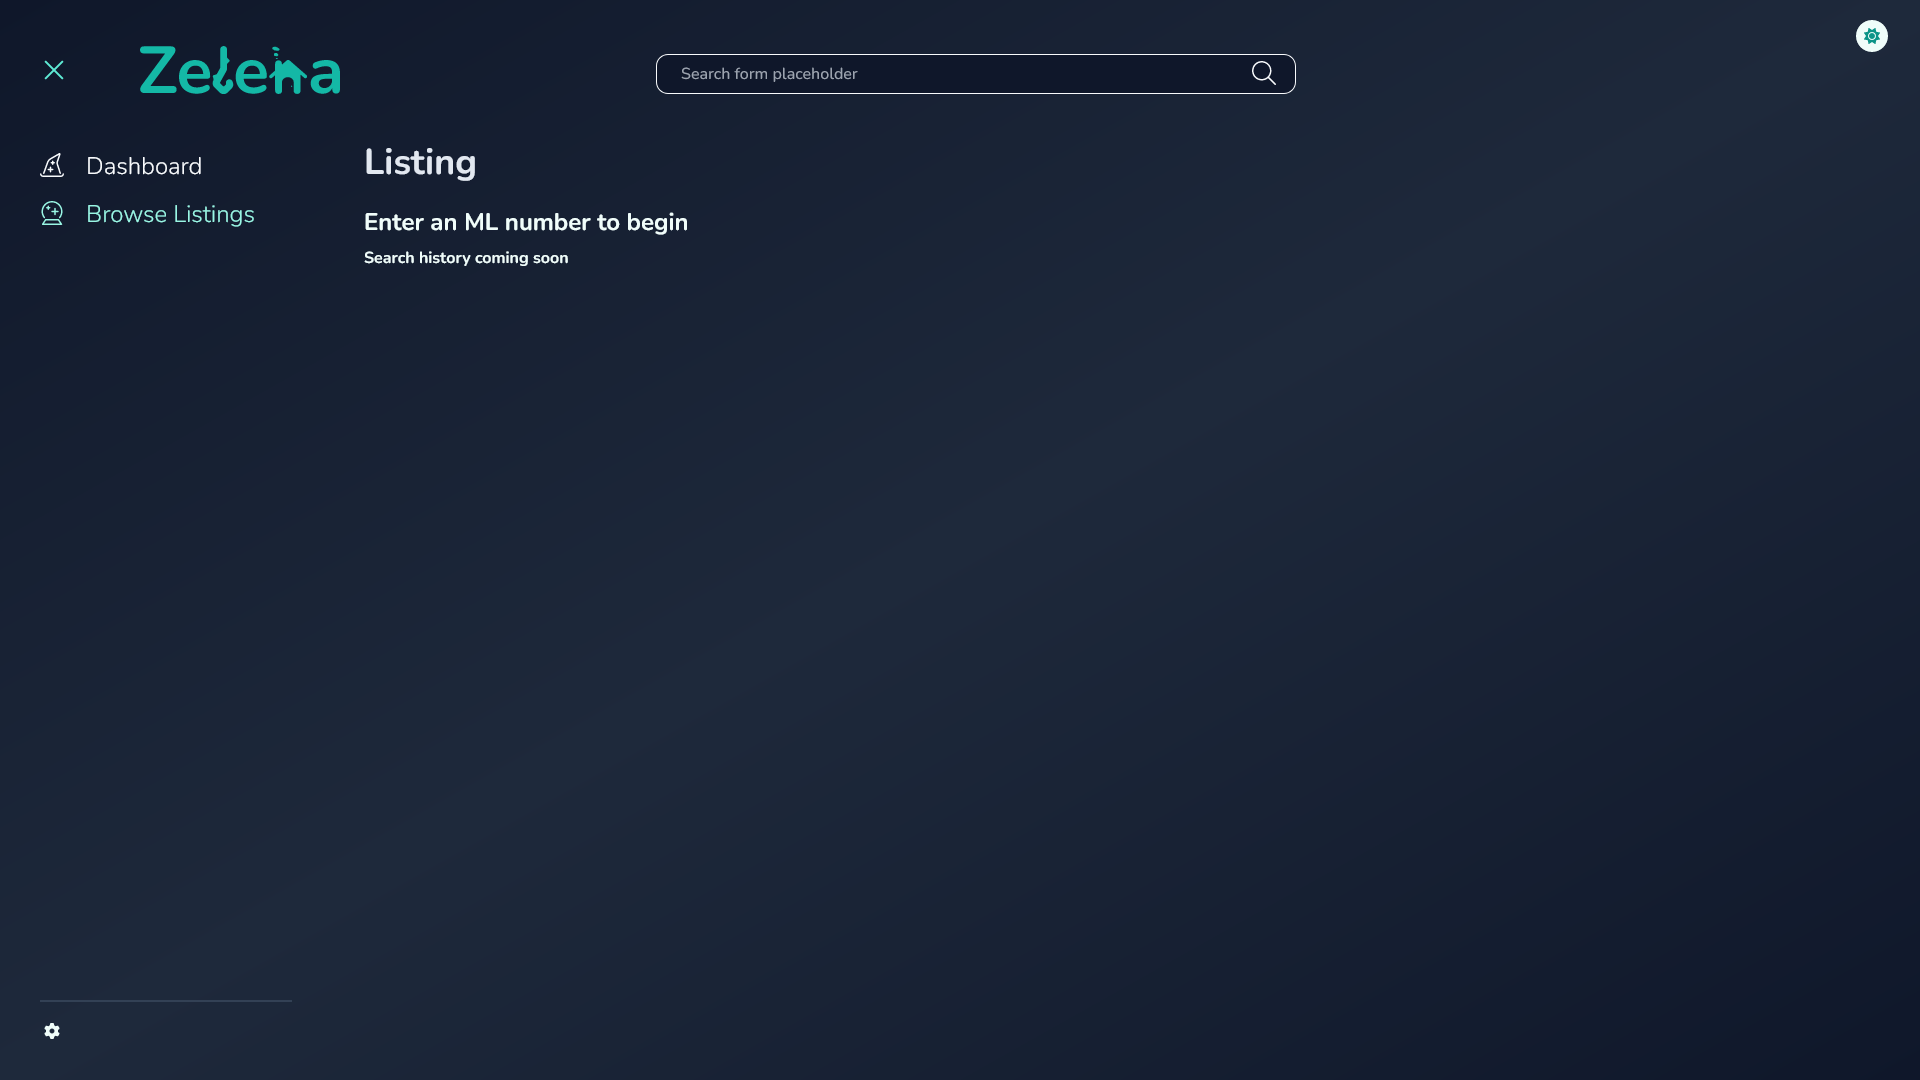 Zelena
Search form placeholder
Dashboard
Browse Listings
Listing
Enter an ML number to begin
Search history coming soon